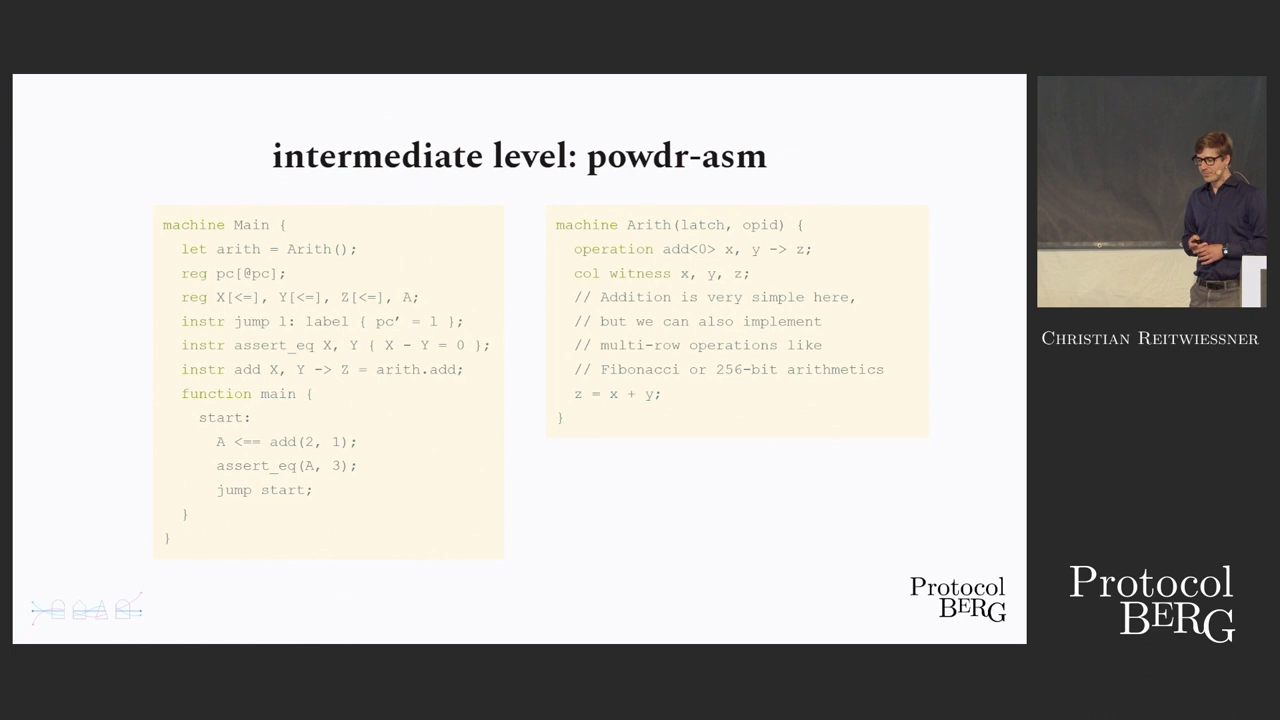 intermediate level: powdr-asm
machine Main {
let arith = Arith();
reg pc[@pc];
reg X[<=], Y[<=], Z[<=], A;
instr jump l: label { pc’ = l };
instr assert_eq X, Y { X - Y = 0 };
instr add X, Y -> Z = arith.add;
function main {
start:
A <== add(2, 1);
assert_eq(A, 3);
jump start;
}
}
machine Arith(latch, opid) {
operation add<0> x, y -> z;
col witness x, y, z;
// Addition is very simple here,
// but we can also implement
// multi-row operations like
// Fibonacci or 256-bit arithmetics
z = x + y;
}
Protocol
BERG
Christian Reitwiessner
Protocol
BERG